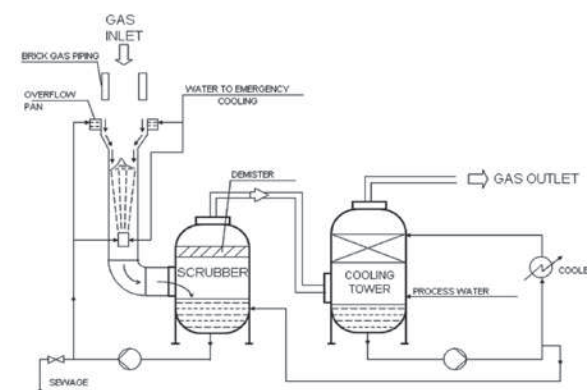 GAS
INLET
BRICK GAS PIPING
OVERFLOW
PAN
WATER TO EMERGENCY
COOLING
DEMISTER
GAS OUTLET
SCRUBBER
COOLING
TOWER
COOLE
PROCESS WATER
SEWAGE